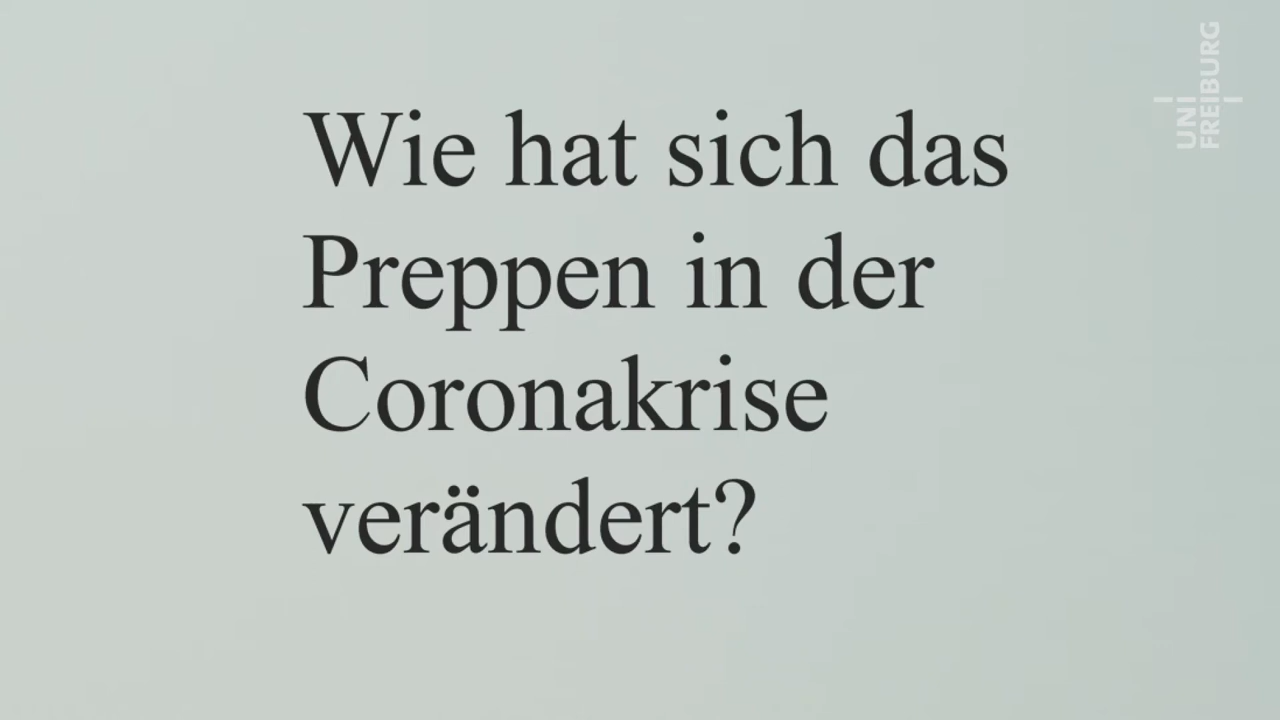 Wie hat sich das
Preppen in der
Coronakrise
verändert?
UNI
FREIBURG